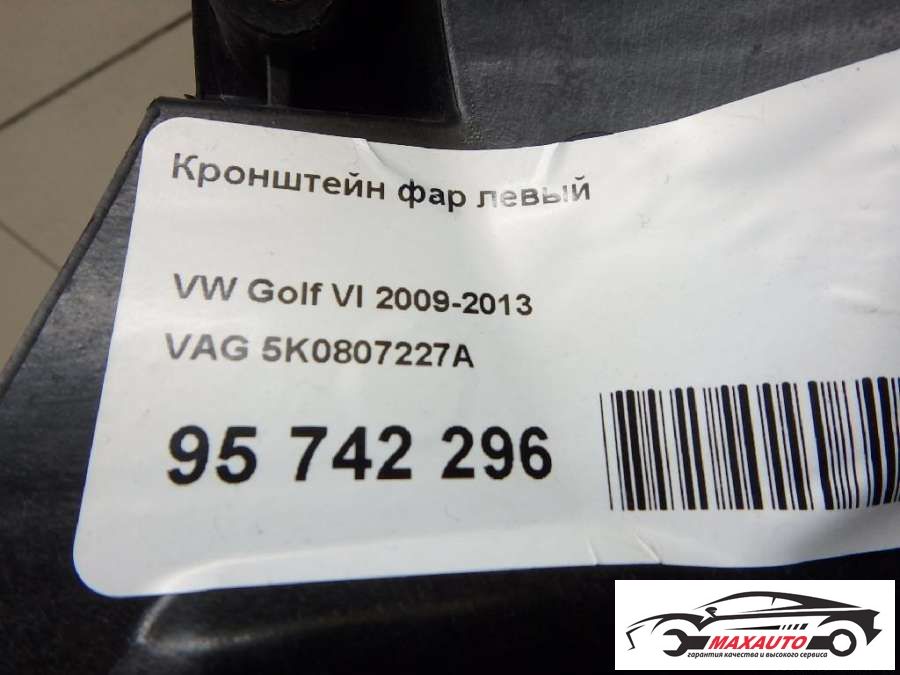 Кронштейн фар левый
VW Golf VI 2009-2013
VAG 5K0807227A
95 742 296
MAXAUTO
гарантия качества и высокого сервиса